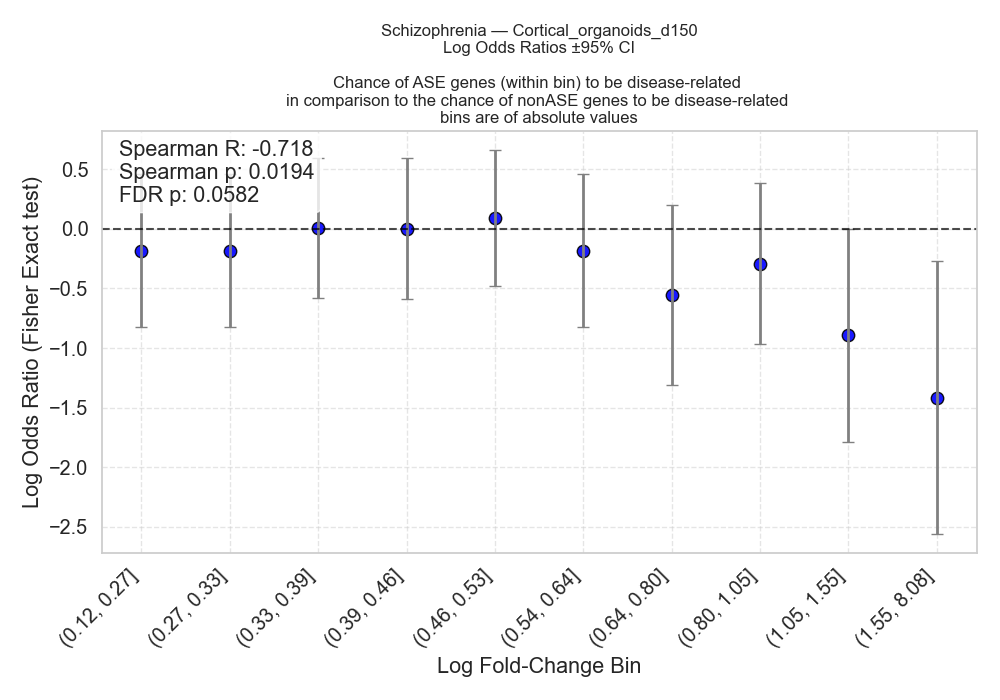 Schizophrenia — Cortical_organoids_d150
Log Odds Ratios ±95% CI
Chance of ASE genes (within bin) to be disease-related
in comparison to the chance of nonASE genes to be disease-related
bins are of absolute values
Spearman R: -0.718
Spearman p: 0.0194
FDR p: 0.0582
Log Odds Ratio (Fisher Exact test)
0.5
0.0
−0.5
−1.0
−1.5
−2.0
−2.5
(0.12, 0.27]
(0.27, 0.33]
(0.33, 0.39]
(0.39, 0.46]
(0.46, 0.53]
(0.54, 0.64]
(0.64, 0.80]
(0.80, 1.05]
(1.05, 1.55]
(1.55, 8.08]
Log Fold-Change Bin